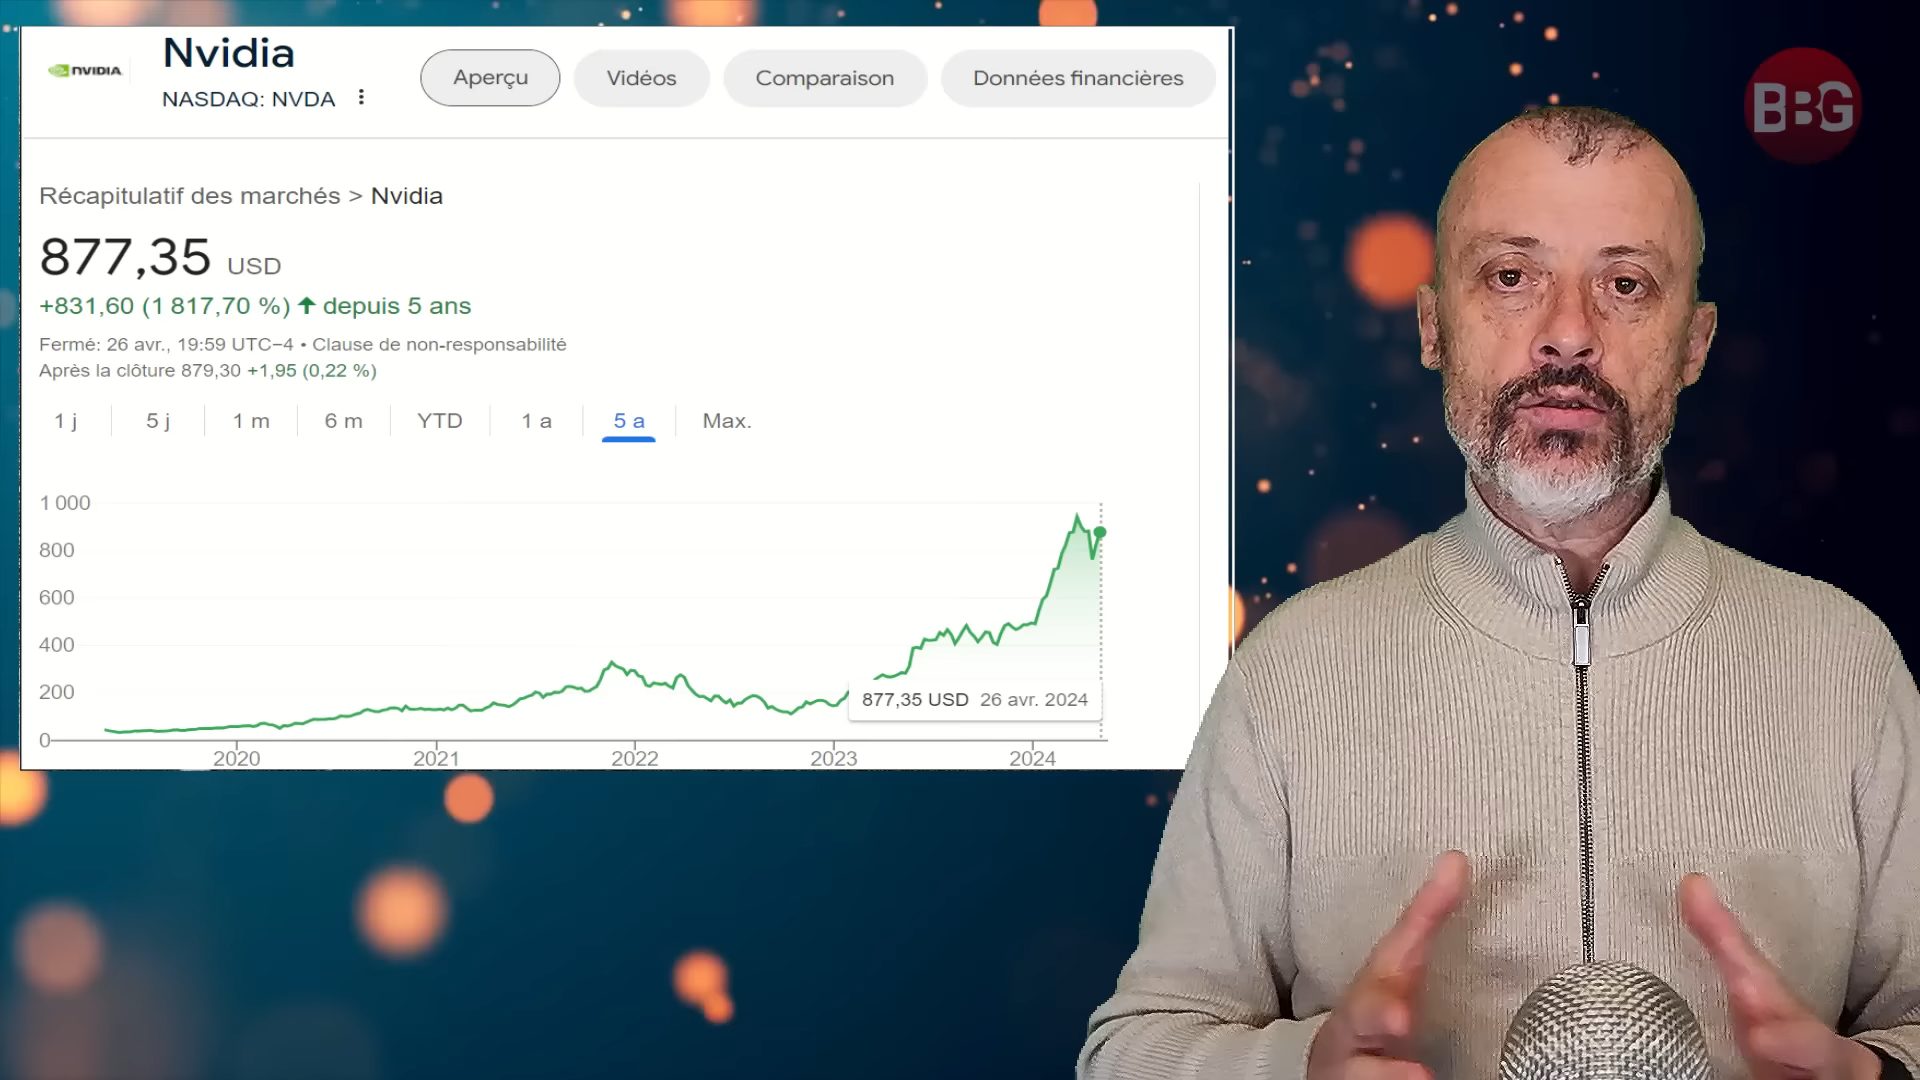 NVIDIA
Nvidia
NASDAQ: NVDA
Aperçu
Vidéos
Comparaison
Données financières
BBG
Récapitulatif des marchés > Nvidia
877,35 USD
+831,60 (1 817,70 %) ↑ depuis 5 ans
Fermé: 26 avr., 19:59 UTC−4 • Clause de non-responsabilité
Après la clôture 879,30 +1,95 (0,22 %)
1 j 5 j 1 m 6 m YTD 1 a 5 a Max.
1 000
800
600
400
200
877,35 USD 26 avr. 2024
0
2020 2021 2022 2023 2024